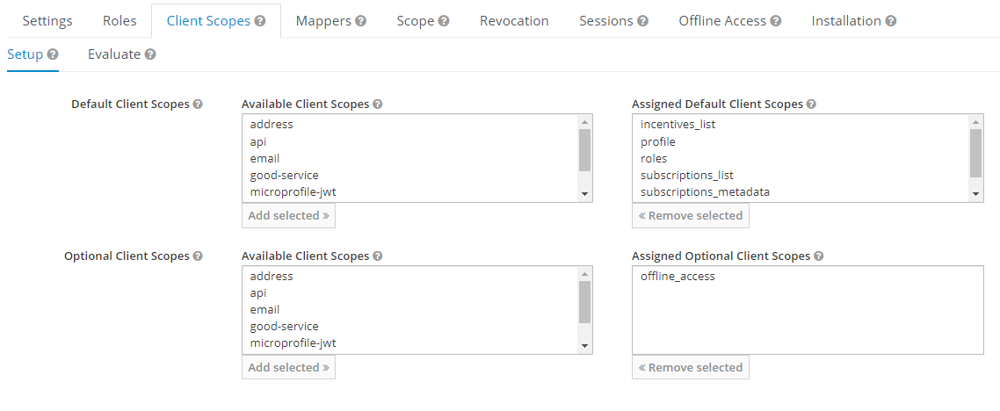 Settings Roles Client Scopes Mappers Scope Revocation Sessions Offline Access Installation
Setup Evaluate
Default Client Scopes
Available Client Scopes
address
api
email
good-service
microprofile-jwt
Add selected »
Assigned Default Client Scopes
incentives_list
profile
roles
subscriptions_list
subscriptions_metadata
« Remove selected
Optional Client Scopes
Available Client Scopes
address
api
email
good-service
microprofile-jwt
Add selected »
Assigned Optional Client Scopes
offline_access
« Remove selected